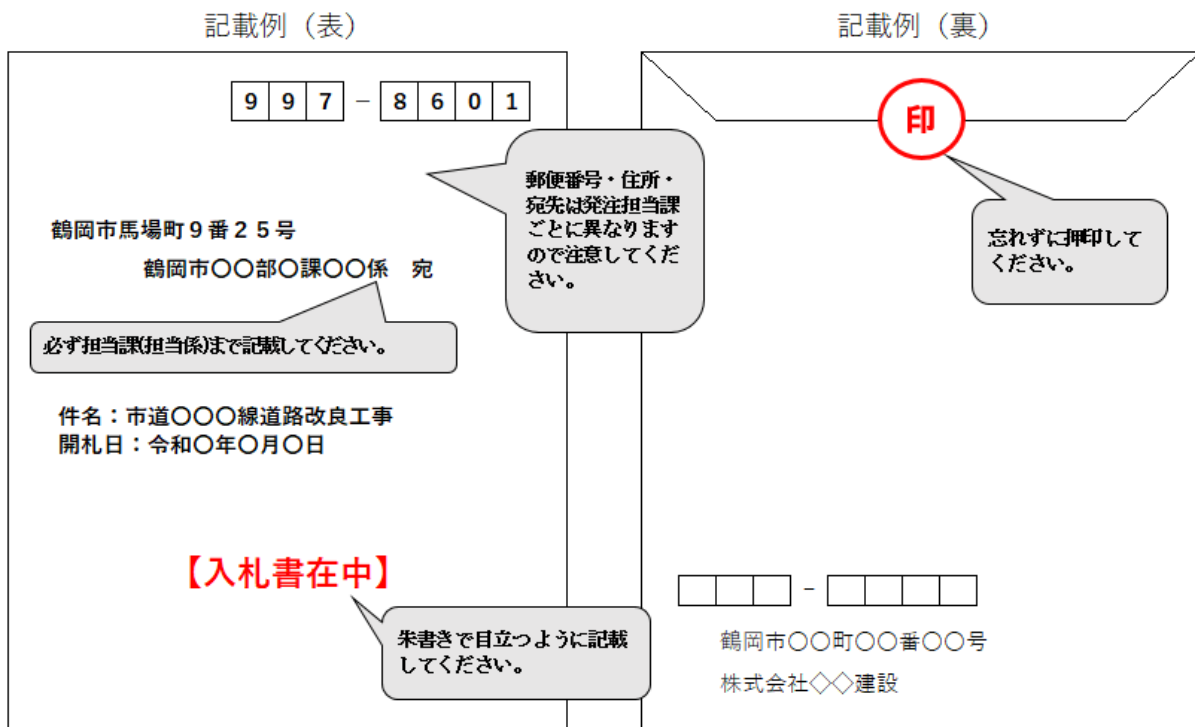 記載例（表）
997－8601
郵便番号・住所・
宛先は発注担当課
ごとに異なります
ので注意してくだ
さい。
鶴岡市馬場町９番２５号
鶴岡市〇〇部〇課〇〇係　宛
必ず担当課(担当係)まで記載してください。
件名：市道〇〇〇線道路改良工事
開札日：令和〇年〇月〇日
【入札書在中】
朱書きで目立つように記載
してください。
記載例（裏）
印
忘れずに押印して
ください。
－
鶴岡市〇〇町〇〇番〇〇号
株式会社◇◇建設